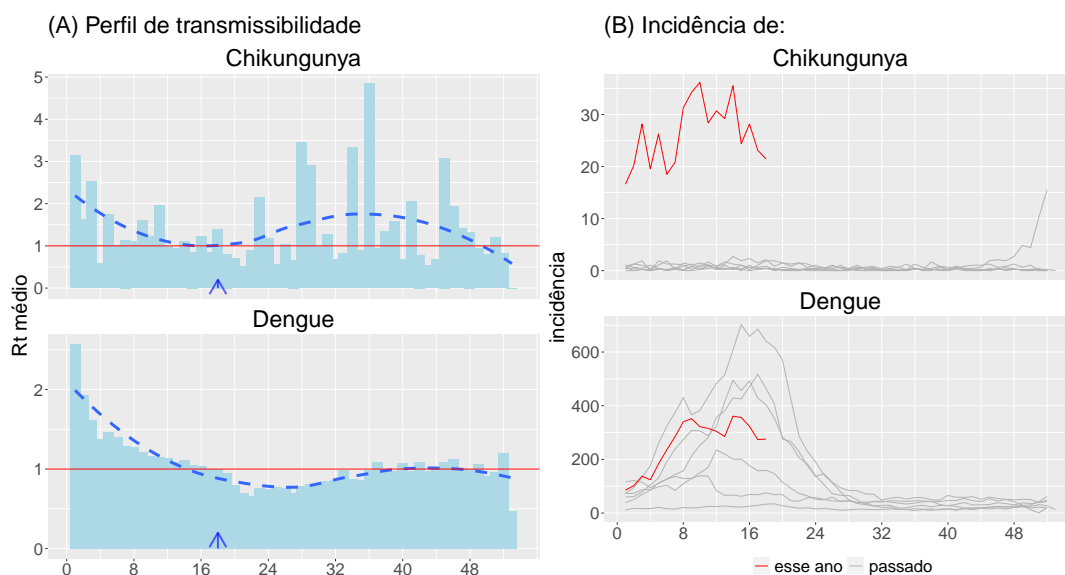 (A) Perfil de transmissibilidade
Chikungunya
5
4
3
2
1
0
Dengue
2
1
0
0 8 16 24 32 40 48
Rt médio
(B) Incidência de:
Chikungunya
30
20
10
0
Dengue
600
400
200
0
0 8 16 24 32 40 48
incidência
esse ano passado